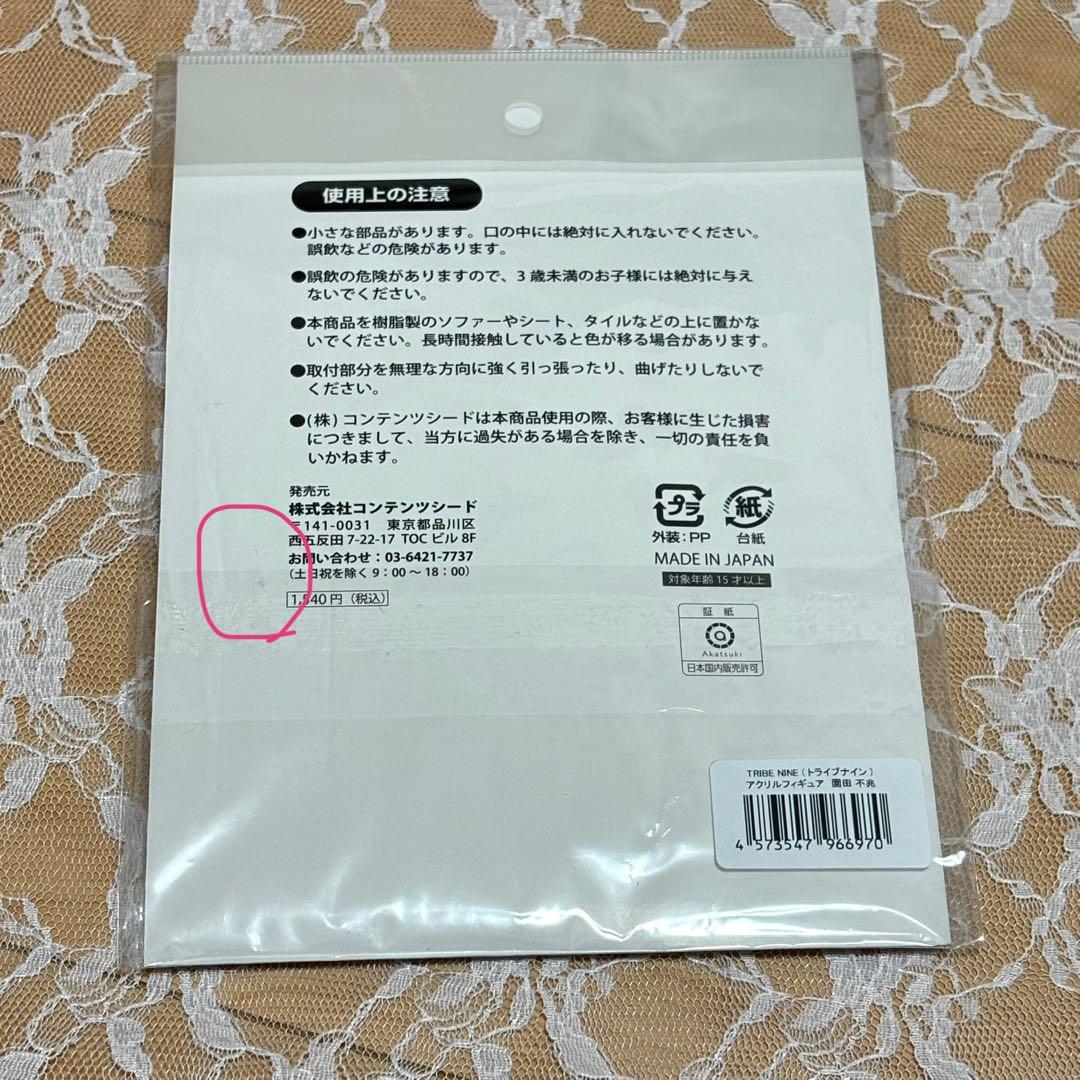 使用上の注意
●小さな部品があります。口の中には絶対に入れないでください。
誤飲などの危険があります。
●誤飲の危険がありますので、3歳未満のお子様には絶対に与え
ないでください。
●本商品を樹脂製のソファーやシート、タイルなどの上に置かな
いでください。長時間接触していると色が移る場合があります。
●取付部分を無理な方向に強く引っ張ったり、曲げたりしないで
ください。
●(株)コンテンツシードは本商品使用の際、お客様に生じた損害
につきまして、当方に過失がある場合を除き、一切の責任を負
いかねます。
発売元
株式会社コンテンツシード
〒141-0031 東京都品川区
西五反田 7-22-17 TOC ビル 8F
お問い合わせ:03-6421-7737
(土日祝を除く 9:00~18:00)
1,540円(税込)
プラ
紙
外装:PP
台紙
MADE IN JAPAN
対象年齢 15才以上
証 紙
Akatsuki
日本国内販売許可
TRIBE NINE(トライブナイン)
アクリルフィギュア 園田 不兆
4 573547 966970